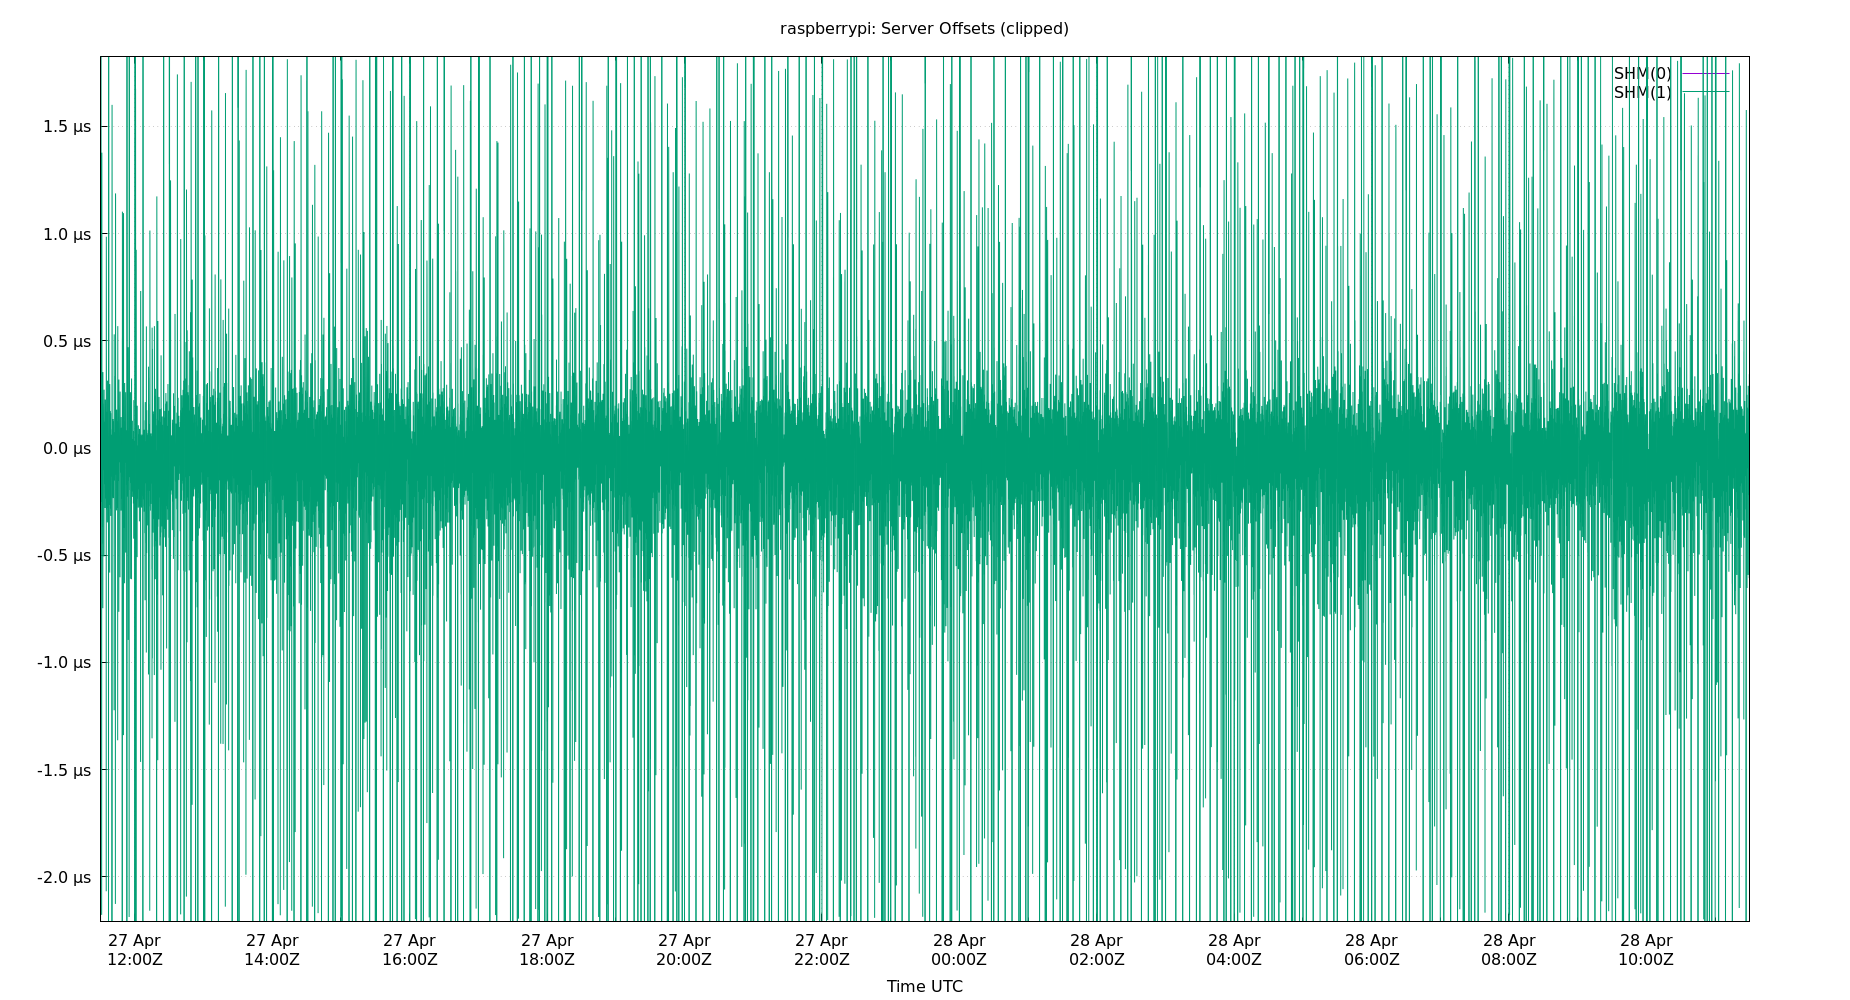 raspberrypi: Server Offsets (clipped)
SHM(0)
SHM(1)
1.5 µs
1.0 µs
0.5 µs
0.0 µs
-0.5 µs
-1.0 µs
-1.5 µs
-2.0 µs
27 Apr 27 Apr 27 Apr 27 Apr 27 Apr 27 Apr 28 Apr 28 Apr 28 Apr 28 Apr 28 Apr 28 Apr
12:00Z 14:00Z 16:00Z 18:00Z 20:00Z 22:00Z 00:00Z 02:00Z 04:00Z 06:00Z 08:00Z 10:00Z
Time UTC